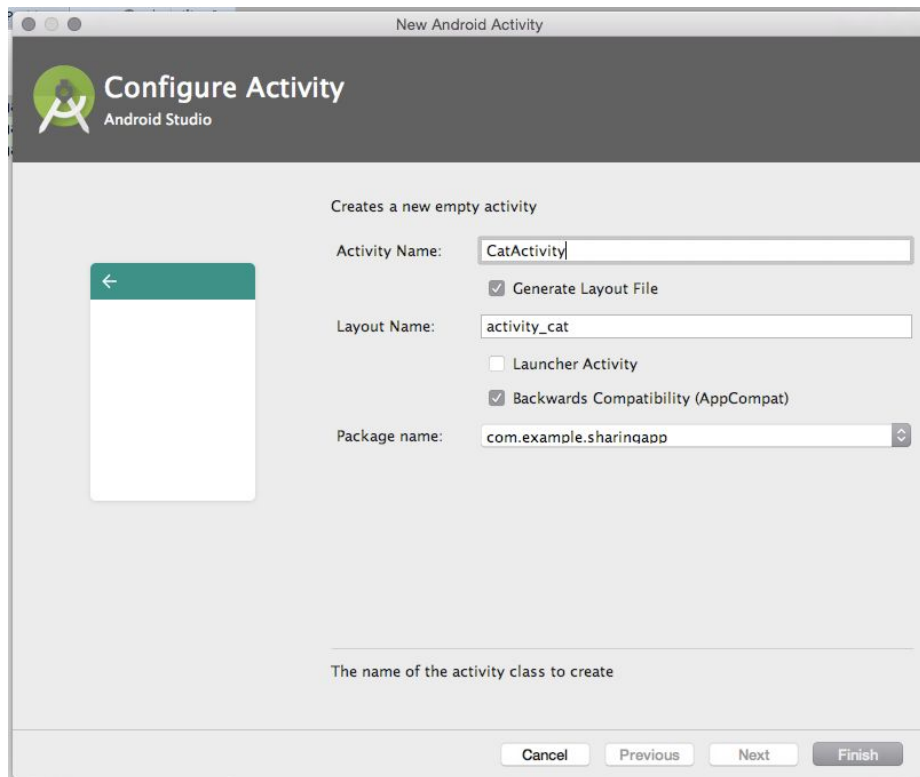 New Android Activity
Configure Activity
Android Studio
Creates a new empty activity
Activity Name: CatActivity
Generate Layout File
Layout Name: activity_cat
Launcher Activity
Backwards Compatibility (AppCompat)
Package name: com.example.sharingapp
The name of the activity class to create
Cancel Previous Next Finish